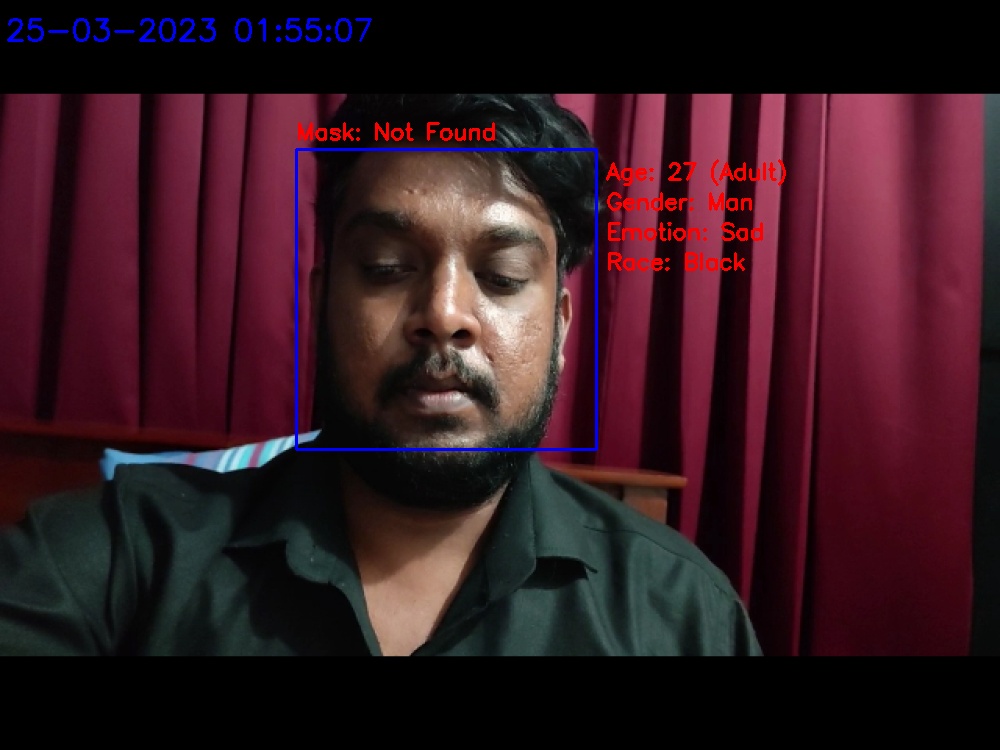 25-03-2023 01:55:07
Mask: Not Found
Age: 27 (Adult)
Gender: Man
Emotion: Sad
Race: Black